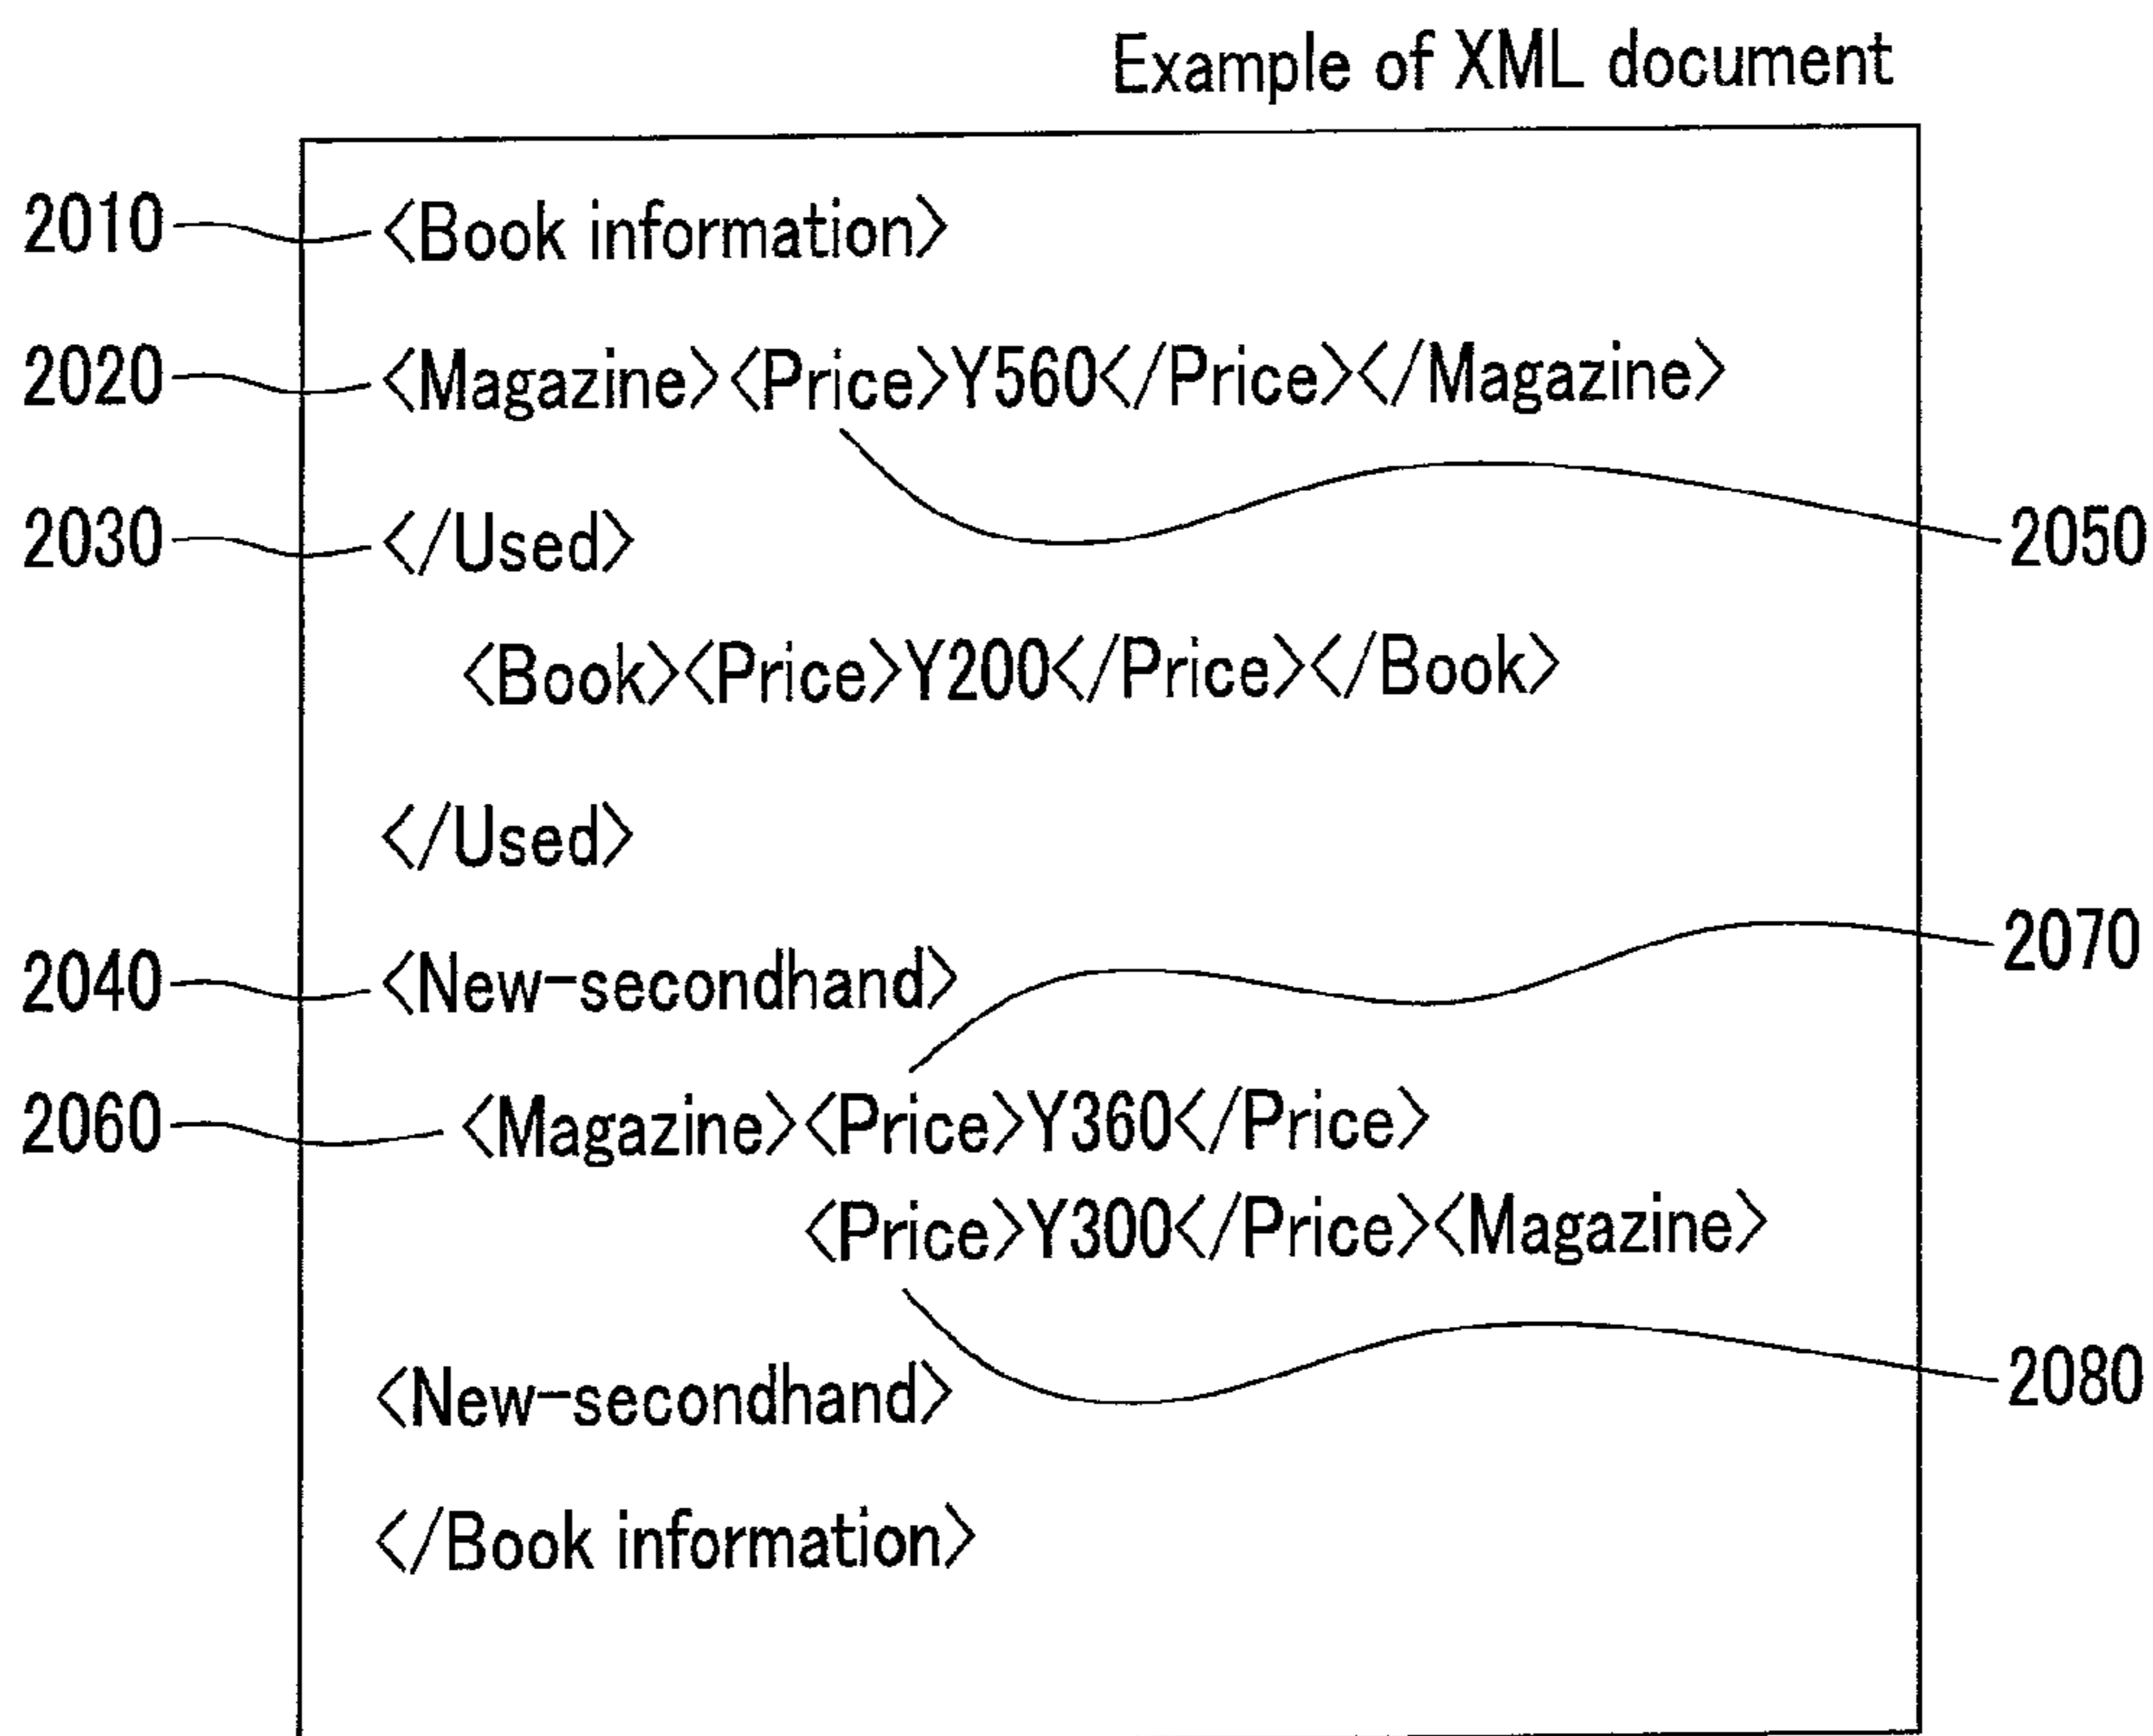 Example of XML document
2010 <Book information>
2020 <Magazine><Price>Y560</Price></Magazine>
2030 </Used> 2050
<Book><Price>Y200</Price></Book>
</Used>
2070
2040 <New-secondhand>
2060 <Magazine><Price>Y360</Price>
<Price>Y300</Price><Magazine>
<New-secondhand> 2080
</Book information>